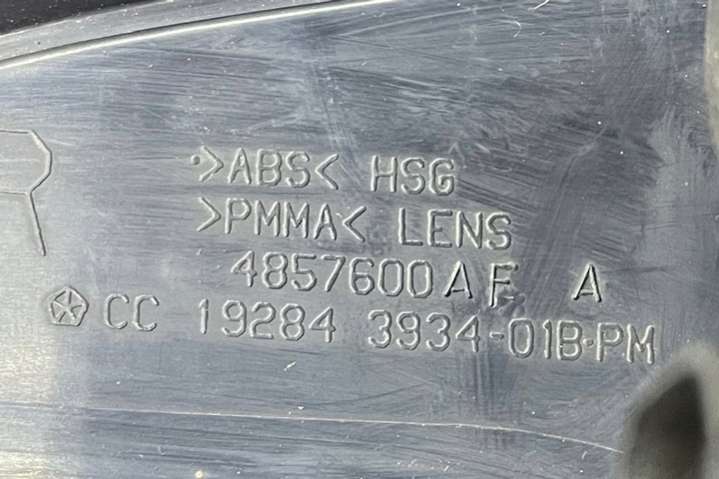 >ABS< HSG
>PMMA< LENS
4857600AF A
CC 19284 3934-01B-PM